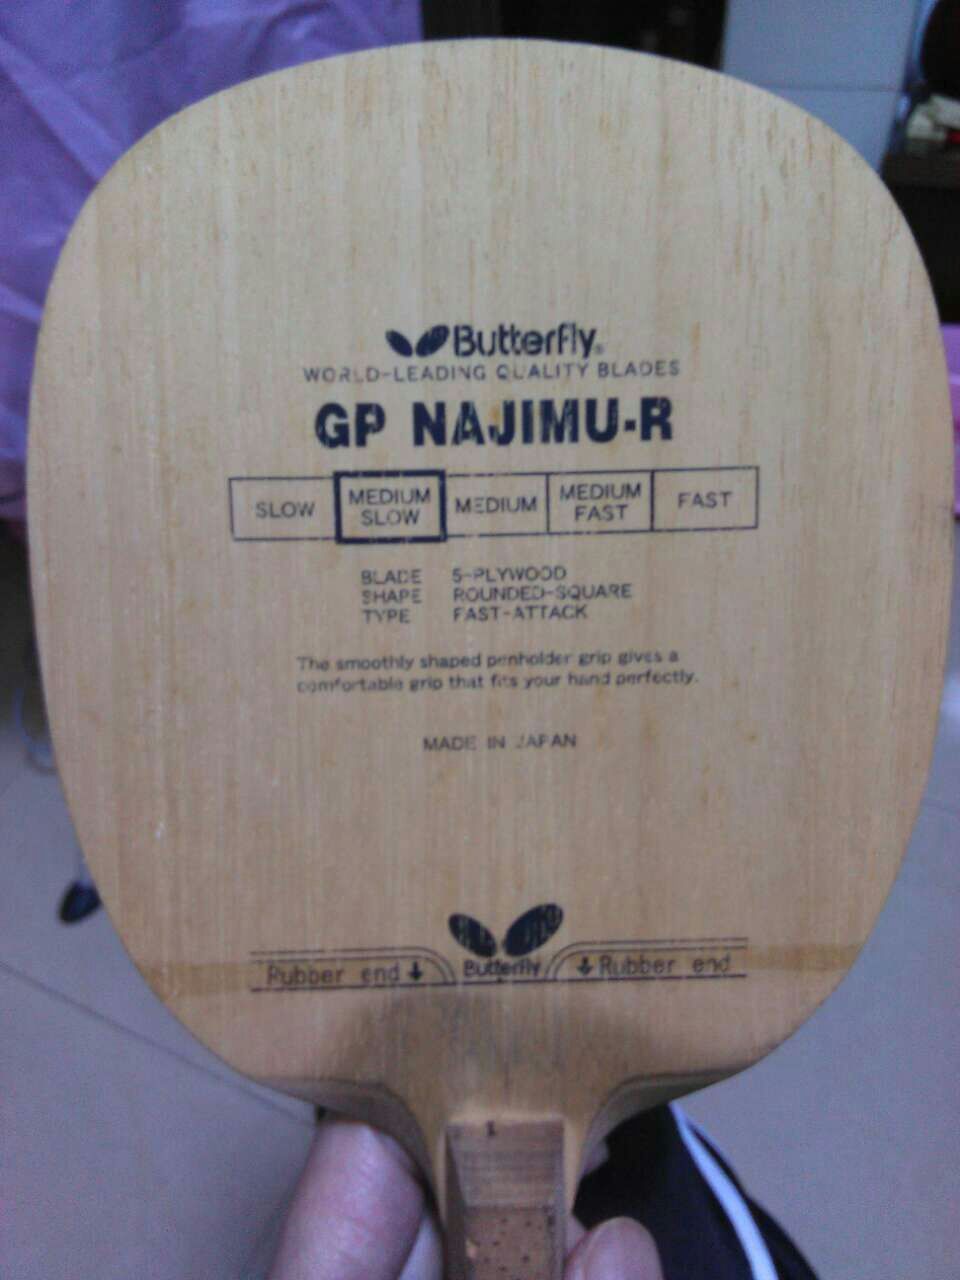 Butterfly®
WORLD-LEADING QUALITY BLADES
GP NAJIMU-R
SLOW MEDIUM SLOW MEDIUM MEDIUM FAST FAST
BLADE 5-PLYWOOD
SHAPE ROUNDED-SQUARE
TYPE FAST-ATTACK
The smoothly shaped penholder grip gives a
comfortable grip that fits your hand perfectly.
MADE IN JAPAN
Rubber end ↓ Butterfly ↓ Rubber end